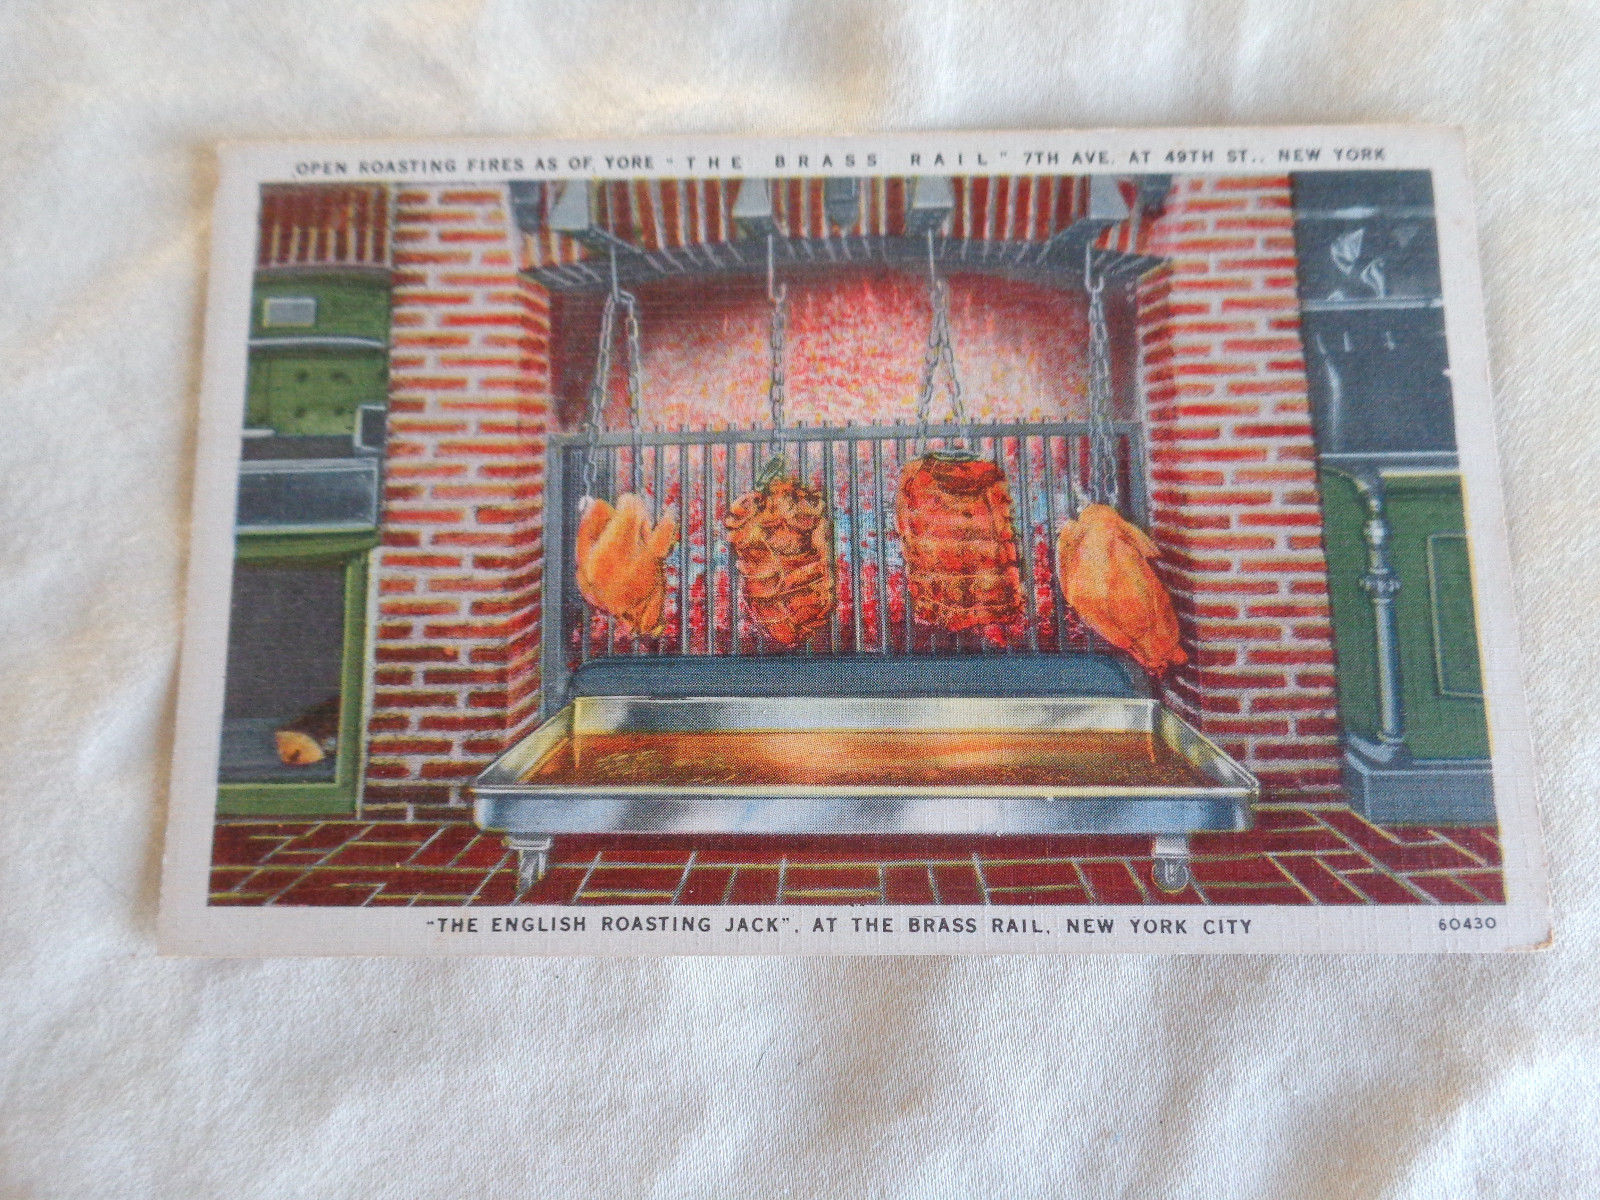 OPEN ROASTING FIRES AS OF YORE "THE BRASS RAIL" 7TH AVE. AT 49TH ST., NEW YORK
"THE ENGLISH ROASTING JACK", AT THE BRASS RAIL, NEW YORK CITY
60430